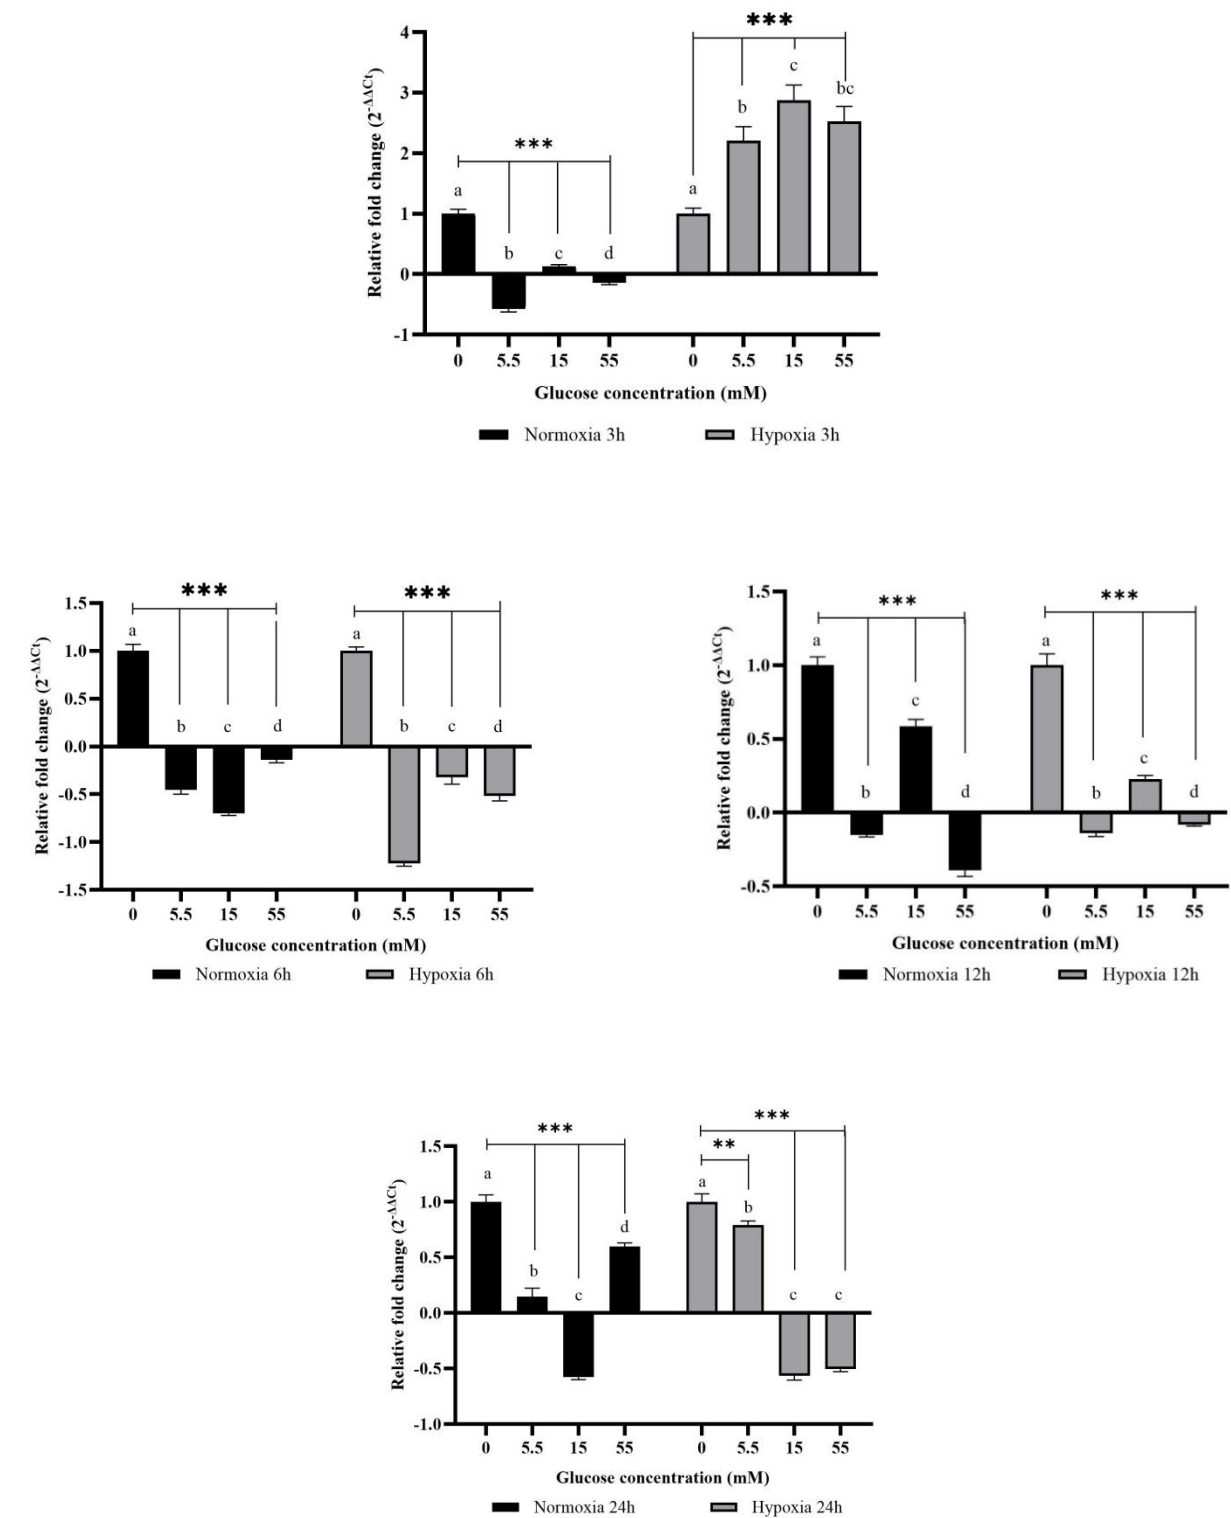 ***
4
3
2
1
0
-1
Relative fold change (2-ΔΔCt)
***
a
b
c
d
a
b
c
bc
0 5.5 15 55 0 5.5 15 55
Glucose concentration (mM)
Normoxia 3h Hypoxia 3h
1.5
1.0
0.5
0.0
-0.5
-1.0
-1.5
Relative fold change (2-ΔΔCt)
*** ***
a a
b c d b c d
0 5.5 15 55 0 5.5 15 55
Glucose concentration (mM)
Normoxia 6h Hypoxia 6h
1.5
1.0
0.5
0.0
-0.5
Relative fold change (2-ΔΔCt)
*** ***
a a
b c d b c d
0 5.5 15 55 0 5.5 15 55
Glucose concentration (mM)
Normoxia 12h Hypoxia 12h
1.5
1.0
0.5
0.0
-0.5
-1.0
Relative fold change (2-ΔΔCt)
*** ***
**
a a
b c d b c c
0 5.5 15 55 0 5.5 15 55
Glucose concentration (mM)
Normoxia 24h Hypoxia 24h